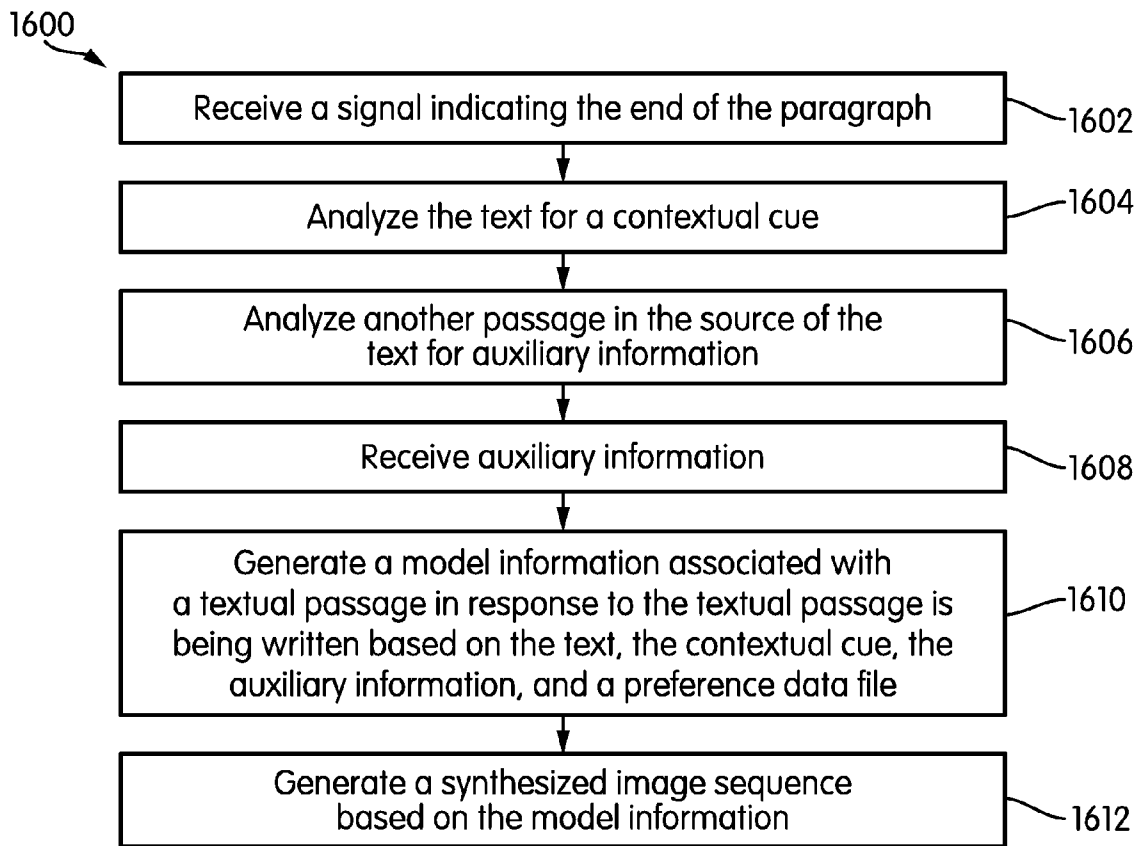 1600
Receive a signal indicating the end of the paragraph
1602
Analyze the text for a contextual cue
1604
Analyze another passage in the source of the
text for auxiliary information
1606
Receive auxiliary information
1608
Generate a model information associated with
a textual passage in response to the textual passage is
being written based on the text, the contextual cue, the
auxiliary information, and a preference data file
1610
Generate a synthesized image sequence
based on the model information
1612